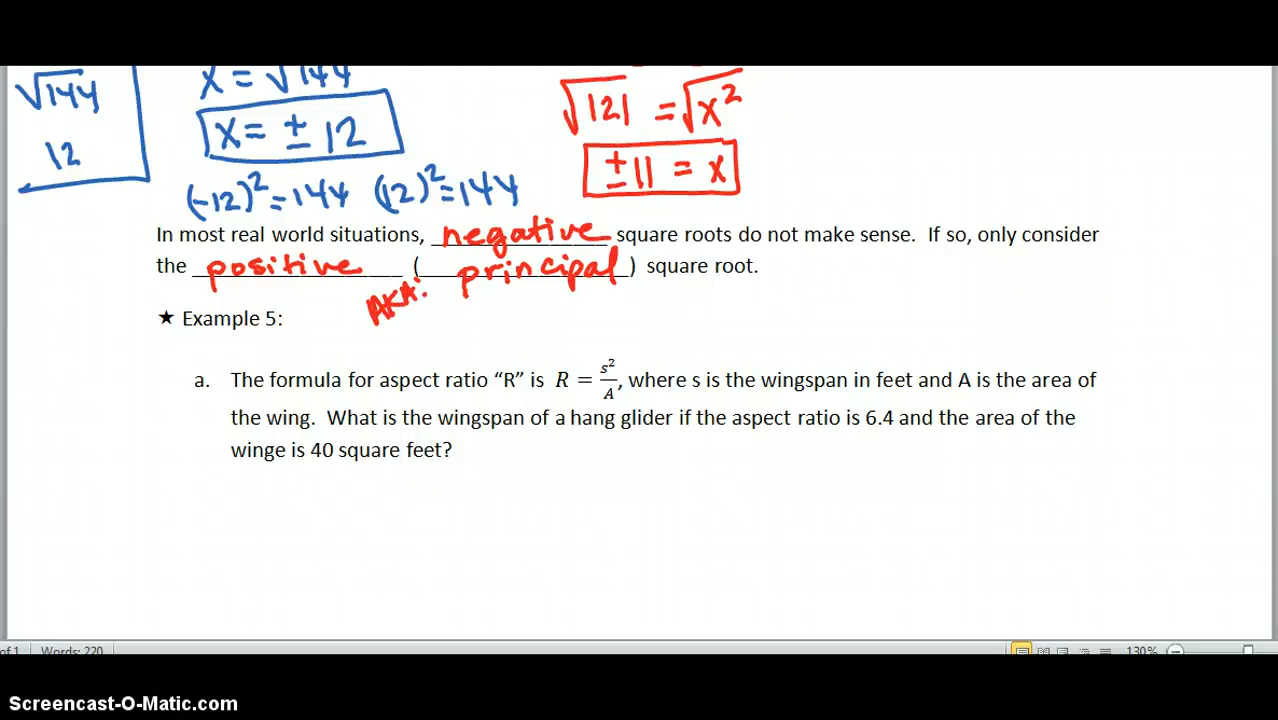 √144 x = √144 √121 = √x²
12 x = ± 12 ±11 = x
(-12)² = 144 (12)² = 144
In most real world situations, negative square roots do not make sense. If so, only consider
the positive (principal) square root.
AKA:
★ Example 5:
a. The formula for aspect ratio “R” is R = s²/A, where s is the wingspan in feet and A is the area of
the wing. What is the wingspan of a hang glider if the aspect ratio is 6.4 and the area of the
winge is 40 square feet?
of 1 Words: 220 130%
Screencast-O-Matic.com